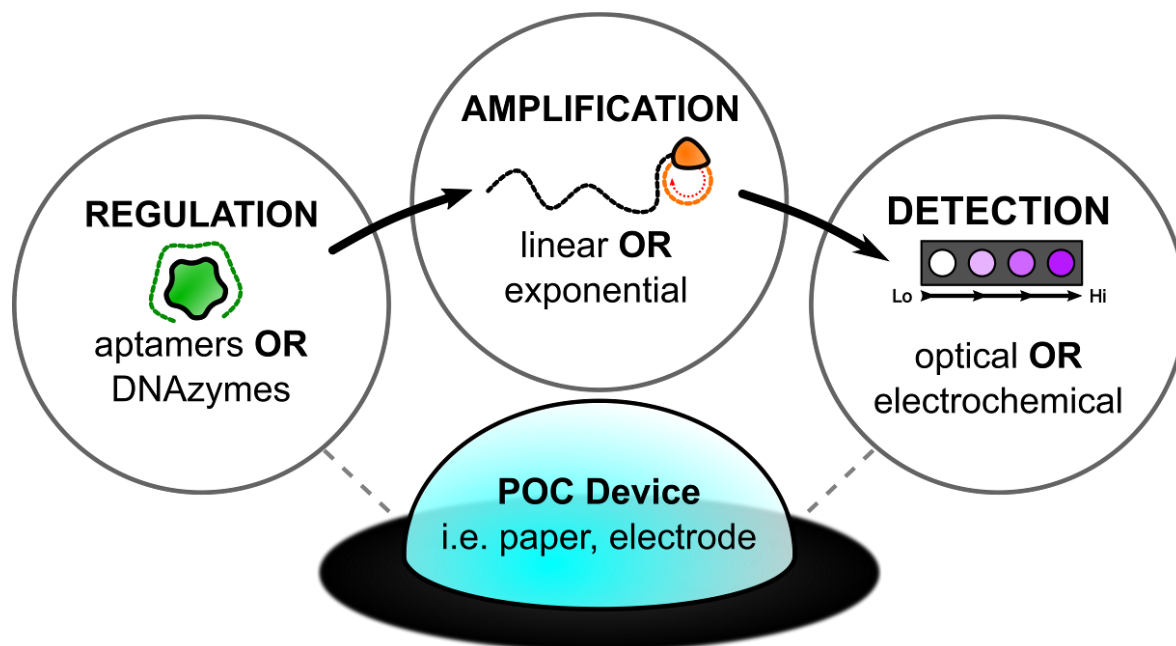 REGULATION
aptamers OR
DNAzymes
AMPLIFICATION
linear OR
exponential
DETECTION
Lo Hi
optical OR
electrochemical
POC Device
i.e. paper, electrode